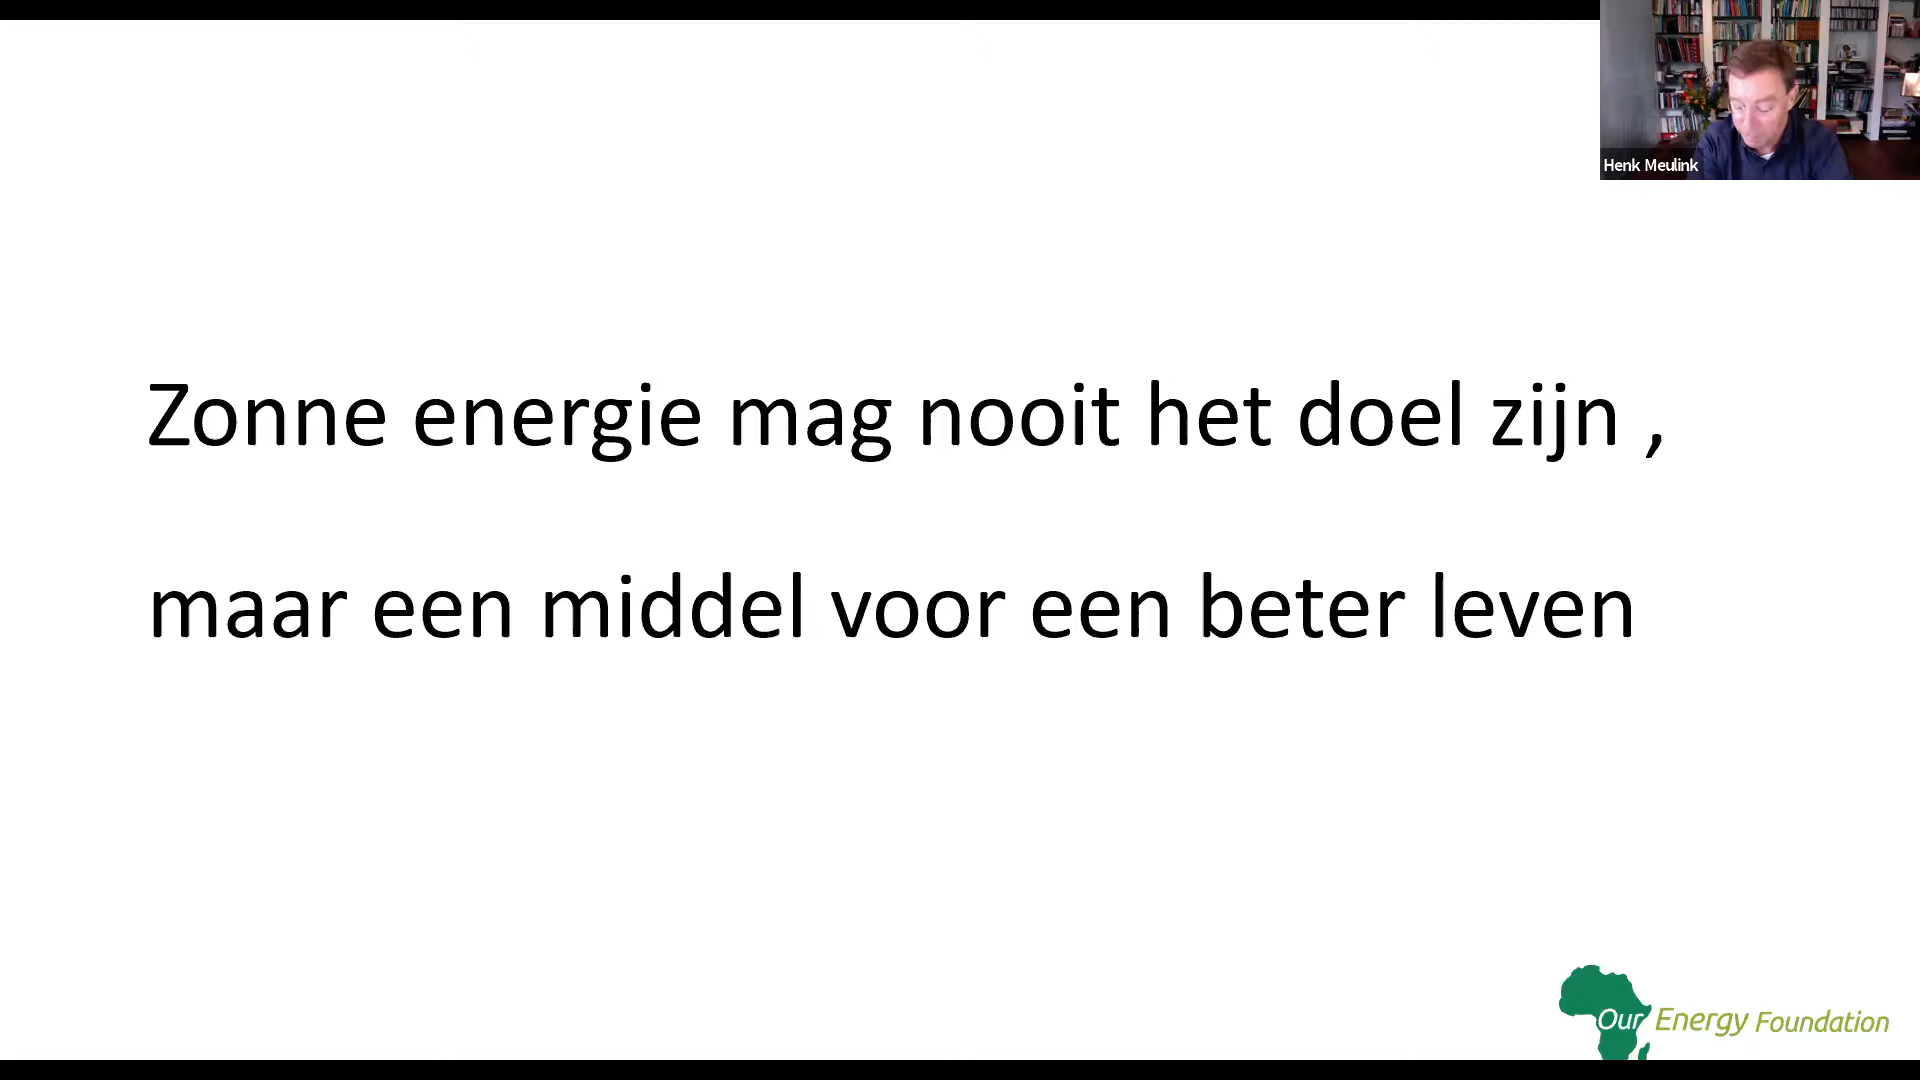 Henk Meulink
Zonne energie mag nooit het doel zijn ,
maar een middel voor een beter leven
Our Energy Foundation